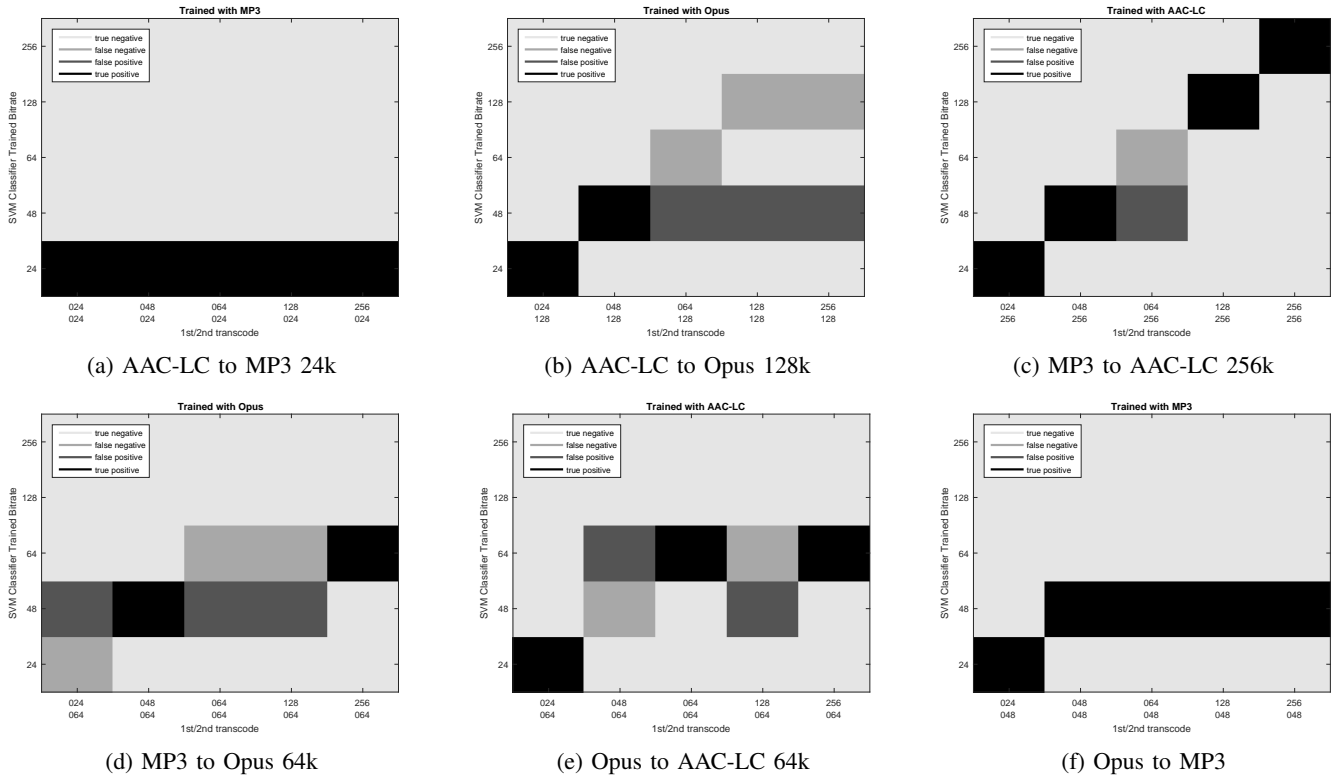 Trained with MP3
SVM Classifier Trained Bitrate
256
128
64
48
24
true negative
false negative
false positive
true positive
024 048 064 128 256
024 024 024 024 024
1st/2nd transcode
(a) AAC-LC to MP3 24k
Trained with Opus
SVM Classifier Trained Bitrate
256
128
64
48
24
true negative
false negative
false positive
true positive
024 048 064 128 256
128 128 128 128 128
1st/2nd transcode
(b) AAC-LC to Opus 128k
Trained with AAC-LC
SVM Classifier Trained Bitrate
256
128
64
48
24
true negative
false negative
false positive
true positive
024 048 064 128 256
256 256 256 256 256
1st/2nd transcode
(c) MP3 to AAC-LC 256k
Trained with Opus
SVM Classifier Trained Bitrate
256
128
64
48
24
true negative
false negative
false positive
true positive
024 048 064 128 256
064 064 064 064 064
1st/2nd transcode
(d) MP3 to Opus 64k
Trained with AAC-LC
SVM Classifier Trained Bitrate
256
128
64
48
24
true negative
false negative
false positive
true positive
024 048 064 128 256
064 064 064 064 064
1st/2nd transcode
(e) Opus to AAC-LC 64k
Trained with MP3
SVM Classifier Trained Bitrate
256
128
64
48
24
true negative
false negative
false positive
true positive
024 048 064 128 256
048 048 048 048 048
1st/2nd transcode
(f) Opus to MP3